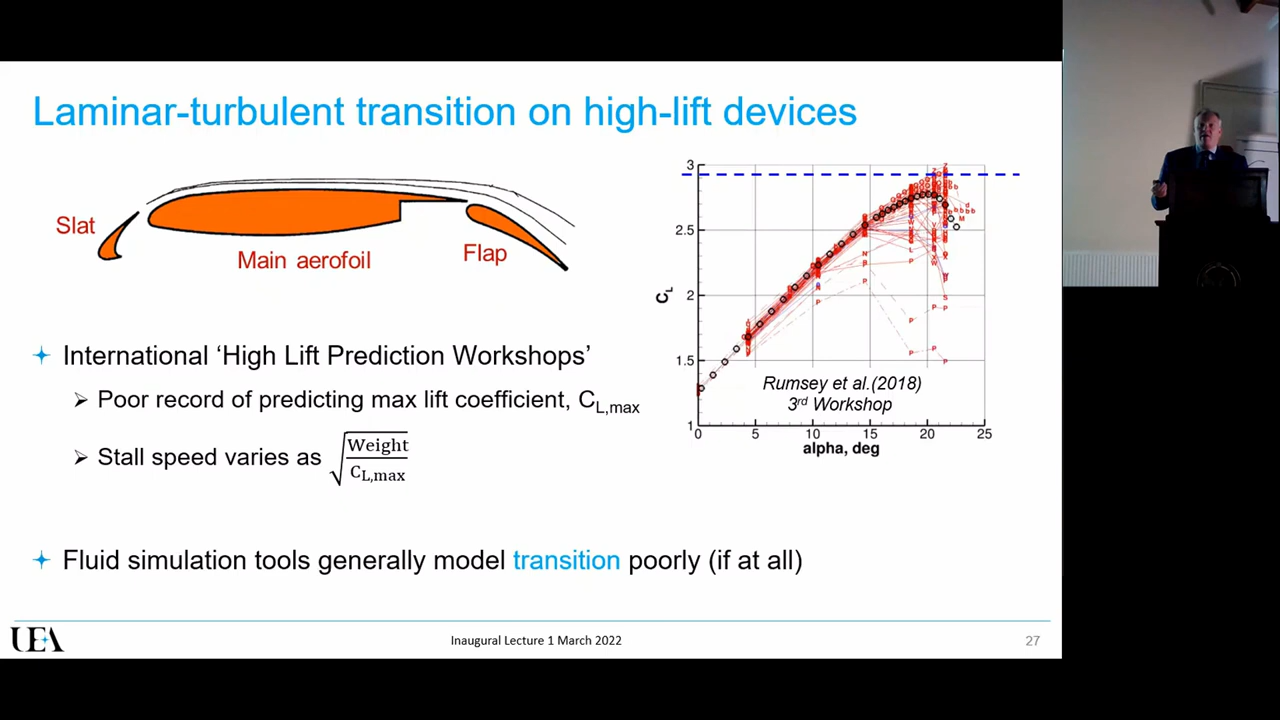 Laminar-turbulent transition on high-lift devices
Slat
Main aerofoil
Flap
International ‘High Lift Prediction Workshops’
Poor record of predicting max lift coefficient, CL,max
Stall speed varies as √(Weight/CL,max)
3
2.5
2
1.5
1
CL
0 5 10 15 20 25
alpha, deg
Rumsey et al.(2018)
3rd Workshop
Fluid simulation tools generally model transition poorly (if at all)
UEA
Inaugural Lecture 1 March 2022
27